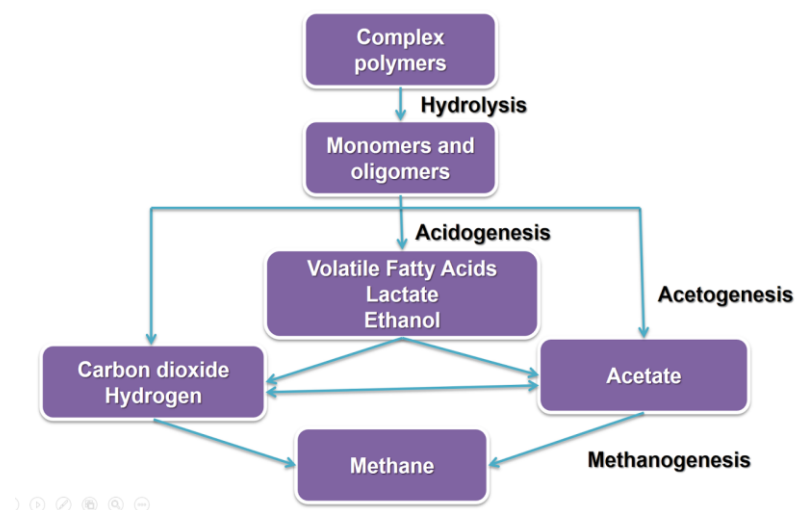 Complex
polymers
Hydrolysis
Monomers and
oligomers
Acidogenesis
Volatile Fatty Acids
Lactate
Ethanol
Acetogenesis
Carbon dioxide
Hydrogen
Acetate
Methane
Methanogenesis